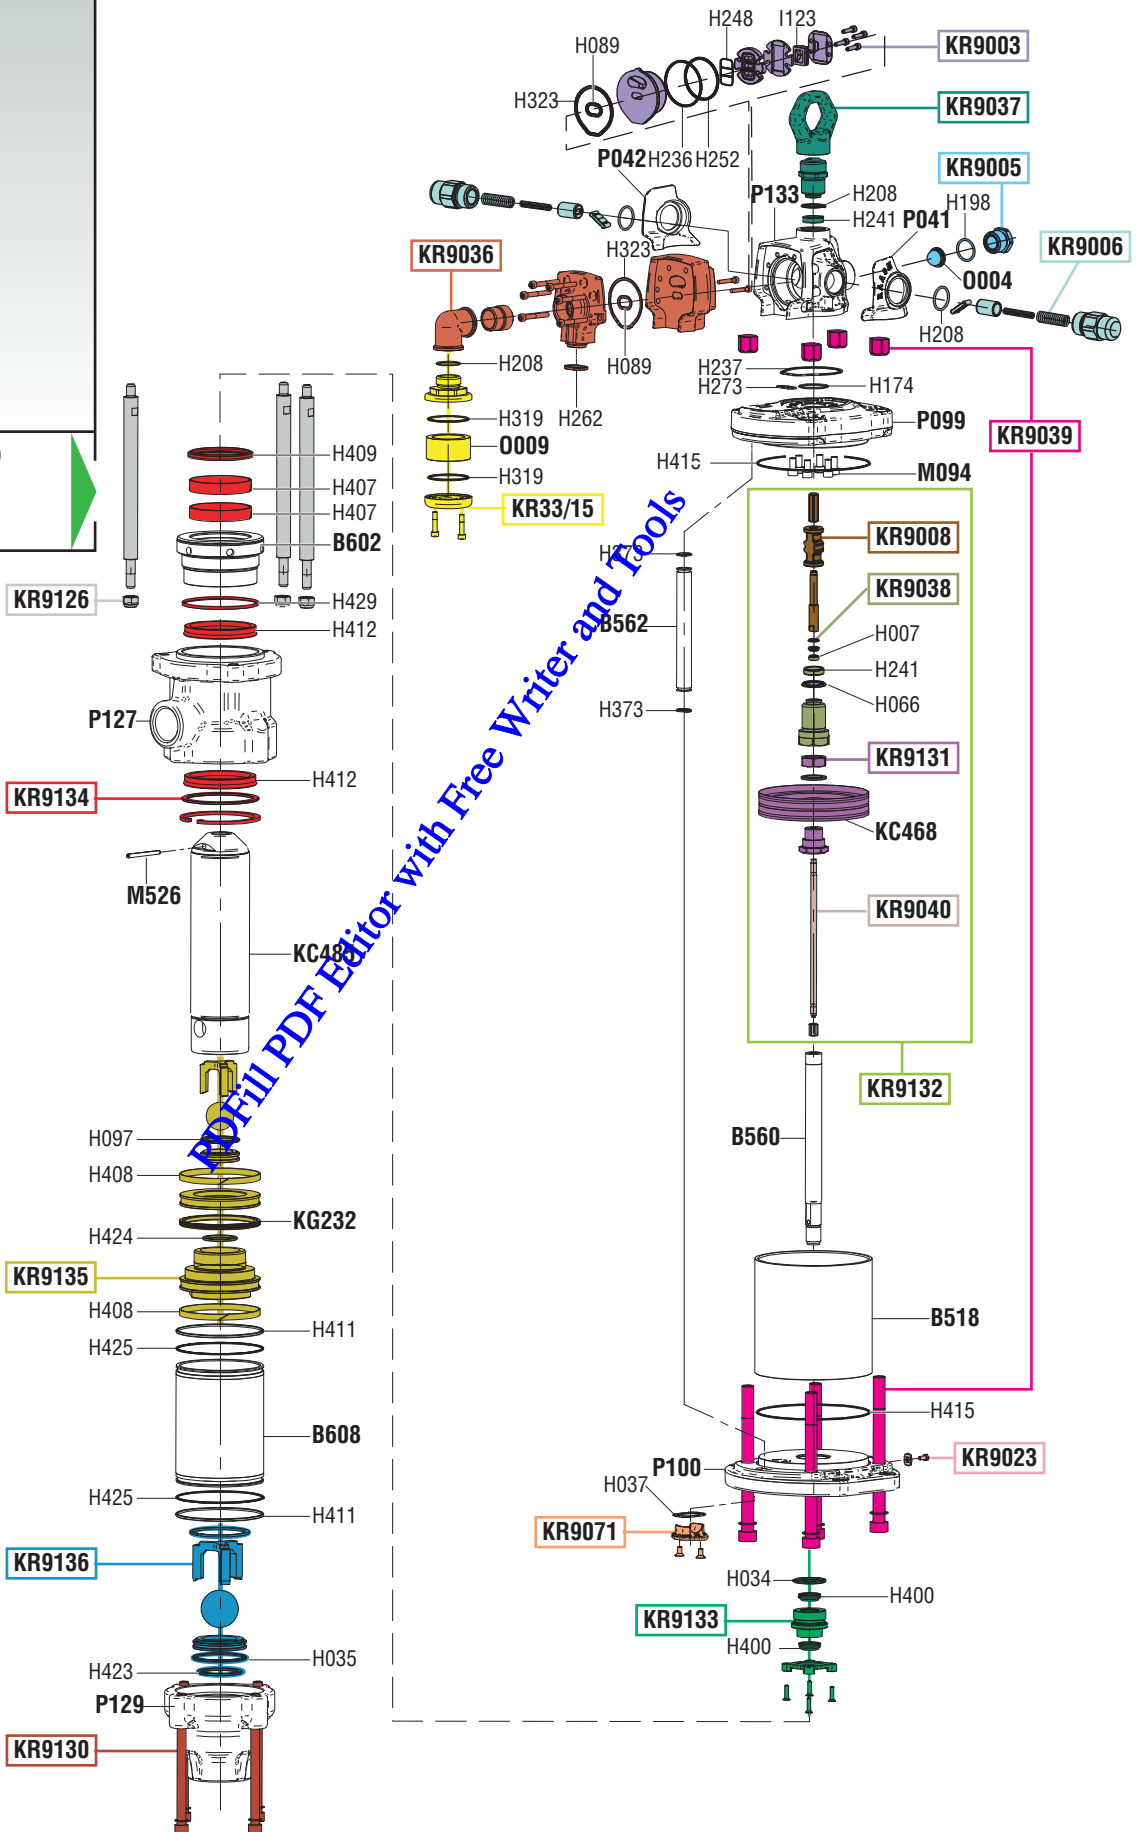 H248
I123
H089
KR9003
H323
KR9037
P042
H236
H252
KR9005
P133
H208
H198
H241
P041
KR9006
KR9036
H323
O004
H208
H208
H089
H237
H273
H174
H319
H262
P099
O009
KR9039
H409
H415
M094
H319
H407
KR33/15
H407
B602
H373
KR9008
KR9126
H429
KR9038
H412
B562
H007
H241
P127
H373
H066
KR9131
H412
KR9134
KC468
M526
KR9040
KC485
PDFill PDF Editor with Free Writer and Tools
KR9132
H097
B560
H408
KG232
H424
KR9135
H408
H411
B518
H425
B608
H415
P100
KR9023
H425
H037
H411
KR9071
KR9136
H034
H400
KR9133
H400
H035
H423
P129
KR9130